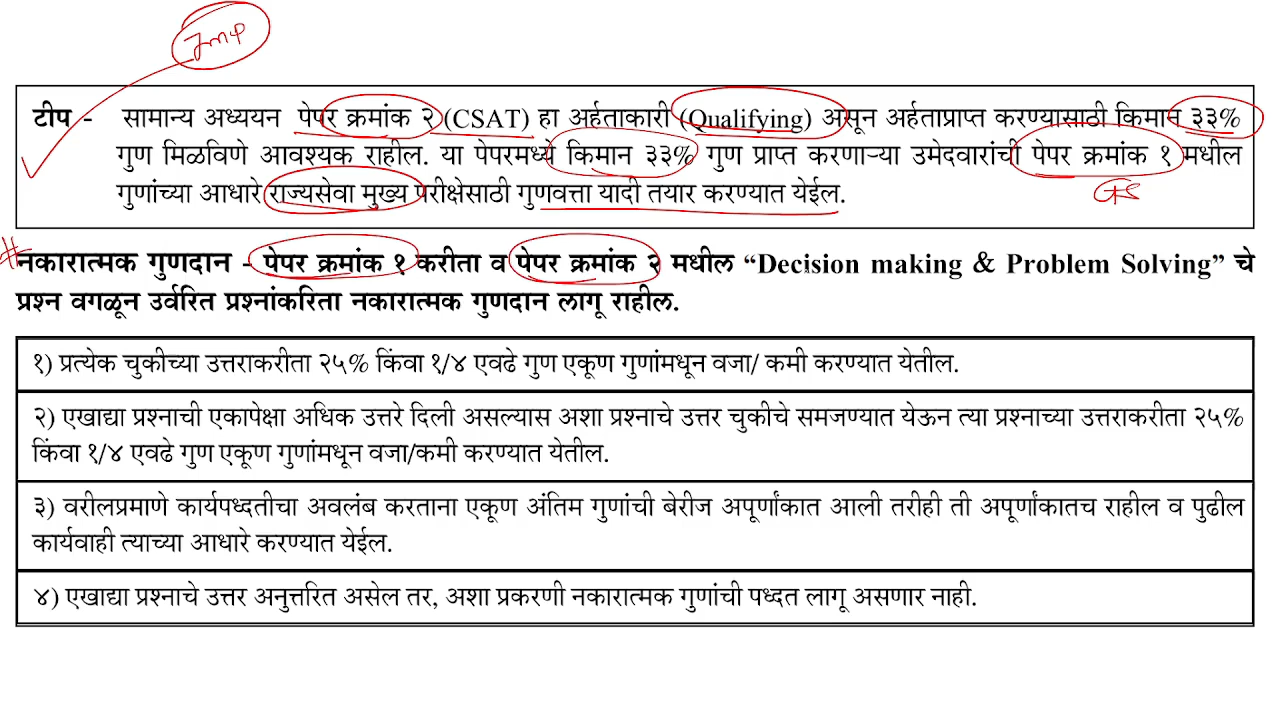 Imp
टीप - सामान्य अध्ययन पेपर क्रमांक २ (CSAT) हा अर्हताकारी (Qualifying) असून अर्हताप्राप्त करण्यासाठी किमान ३३%
गुण मिळविणे आवश्यक राहील. या पेपरमध्ये किमान ३३% गुण प्राप्त करणाऱ्या उमेदवारांची पेपर क्रमांक १ मधील
गुणांच्या आधारे राज्यसेवा मुख्य परीक्षेसाठी गुणवत्ता यादी तयार करण्यात येईल.
GS
नकारात्मक गुणदान - पेपर क्रमांक १ करीता व पेपर क्रमांक २ मधील “Decision making & Problem Solving” चे
प्रश्न वगळून उर्वरित प्रश्नांकरिता नकारात्मक गुणदान लागू राहील.
१) प्रत्येक चुकीच्या उत्तराकरीता २५% किंवा १/४ एवढे गुण एकूण गुणांमधून वजा/ कमी करण्यात येतील.
२) एखाद्या प्रश्नाची एकापेक्षा अधिक उत्तरे दिली असल्यास अशा प्रश्नाचे उत्तर चुकीचे समजण्यात येऊन त्या प्रश्नाच्या उत्तराकरीता २५%
किंवा १/४ एवढे गुण एकूण गुणांमधून वजा/कमी करण्यात येतील.
३) वरीलप्रमाणे कार्यपध्दतीचा अवलंब करताना एकूण अंतिम गुणांची बेरीज अपूर्णांकात आली तरीही ती अपूर्णांकातच राहील व पुढील
कार्यवाही त्याच्या आधारे करण्यात येईल.
४) एखाद्या प्रश्नाचे उत्तर अनुत्तरित असेल तर, अशा प्रकरणी नकारात्मक गुणांची पध्दत लागू असणार नाही.